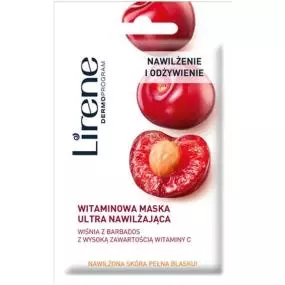 Lirene
DERMOPROGRAM
NAWILŻENIE
I ODŻYWIENIE
WITAMINOWA MASKA
ULTRA NAWILŻAJĄCA
WIŚNIA Z BARBADOS
Z WYSOKĄ ZAWARTOŚCIĄ WITAMINY C
NAWILŻONA SKÓRA PEŁNA BLASKU!